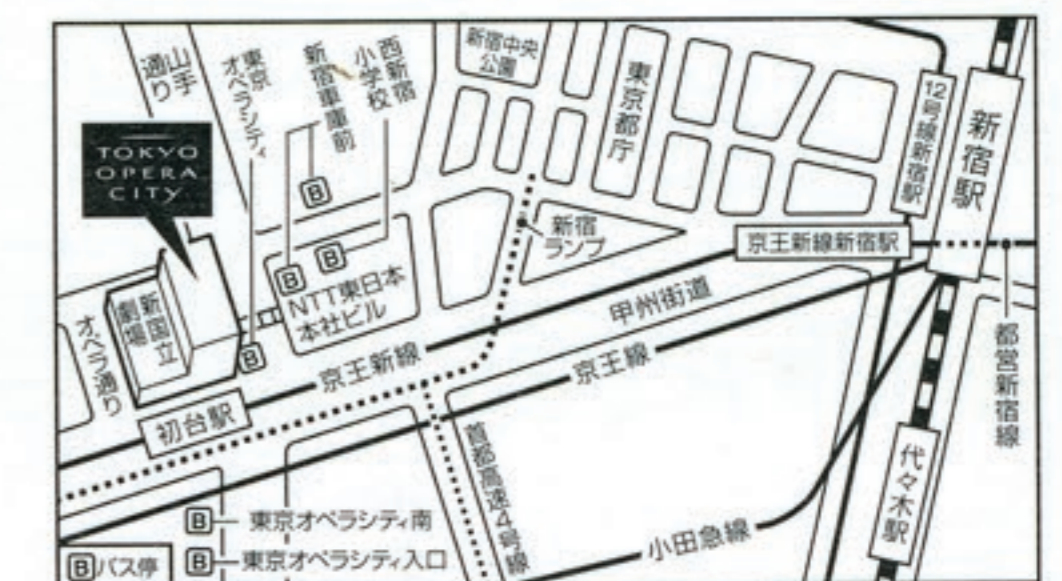 山手
通り
東京
オペラシティ
新宿車庫前
西新宿
小学校
新宿中央
公園
東京都庁
12号線新宿駅
新宿駅
TOKYO
OPERA
CITY
B
B
B
新宿
ランプ
京王新線新宿駅
NTT東日本
本社ビル
新国立
劇場
オペラ通り
B
甲州街道
京王新線
京王線
都営新宿線
初台駅
首都高速4号線
代々木駅
小田急線
B 東京オペラシティ南
B 東京オペラシティ入口
B バス停